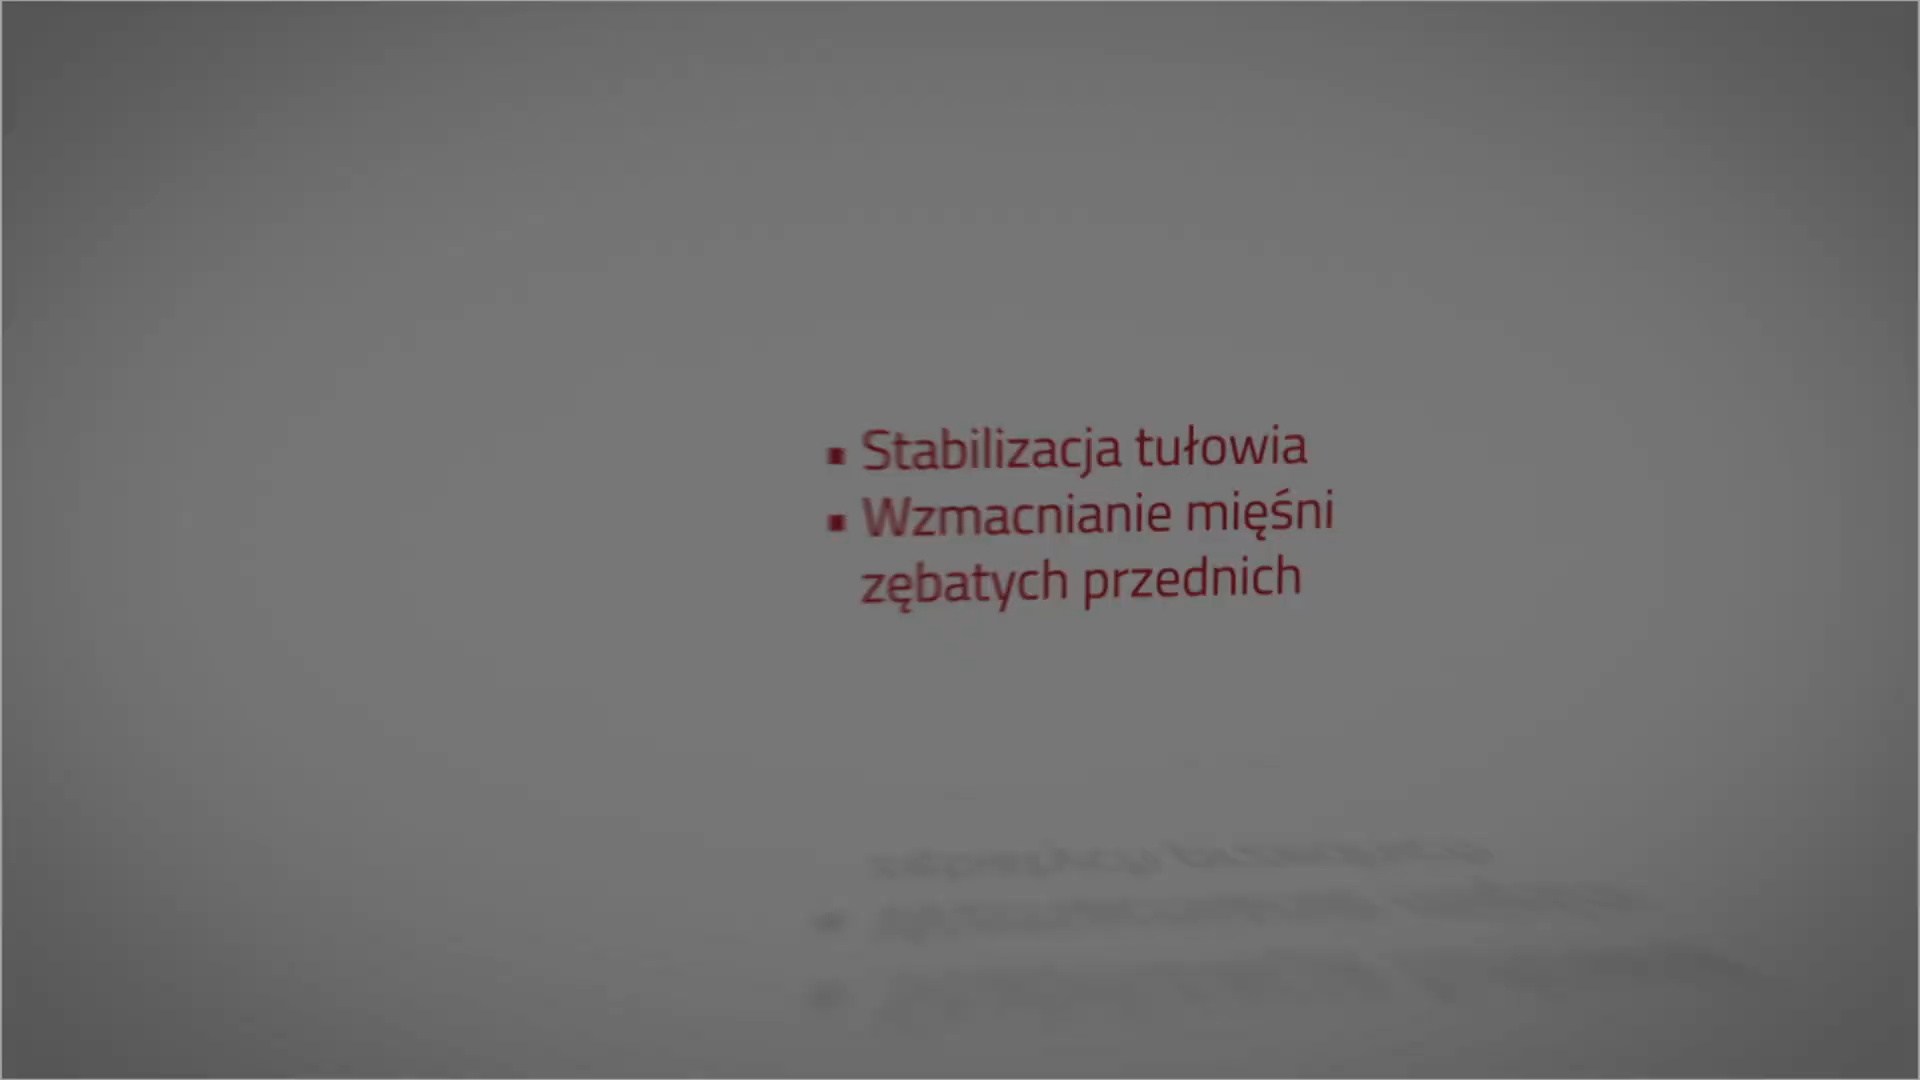 ▪ Stabilizacja tułowia
▪ Wzmacnianie mięśni
zębatych przednich